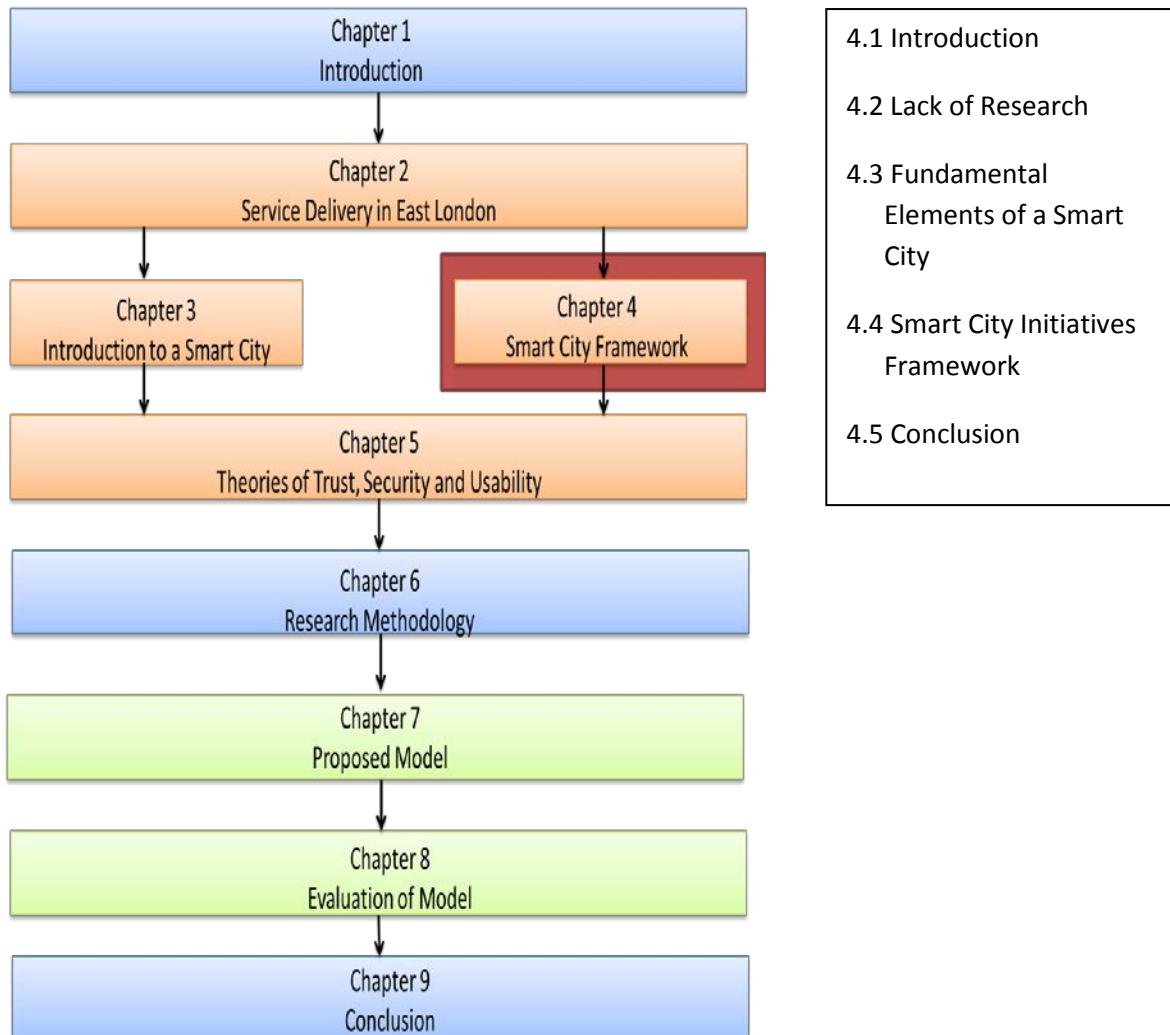 Chapter 1
Introduction
Chapter 2
Service Delivery in East London
Chapter 3
Introduction to a Smart City
Chapter 4
Smart City Framework
Chapter 5
Theories of Trust, Security and Usability
Chapter 6
Research Methodology
Chapter 7
Proposed Model
Chapter 8
Evaluation of Model
Chapter 9
Conclusion
4.1 Introduction
4.2 Lack of Research
4.3 Fundamental
Elements of a Smart
City
4.4 Smart City Initiatives
Framework
4.5 Conclusion